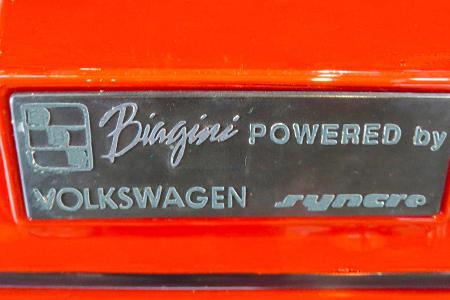 Biagini POWERED by
VOLKSWAGEN syncro